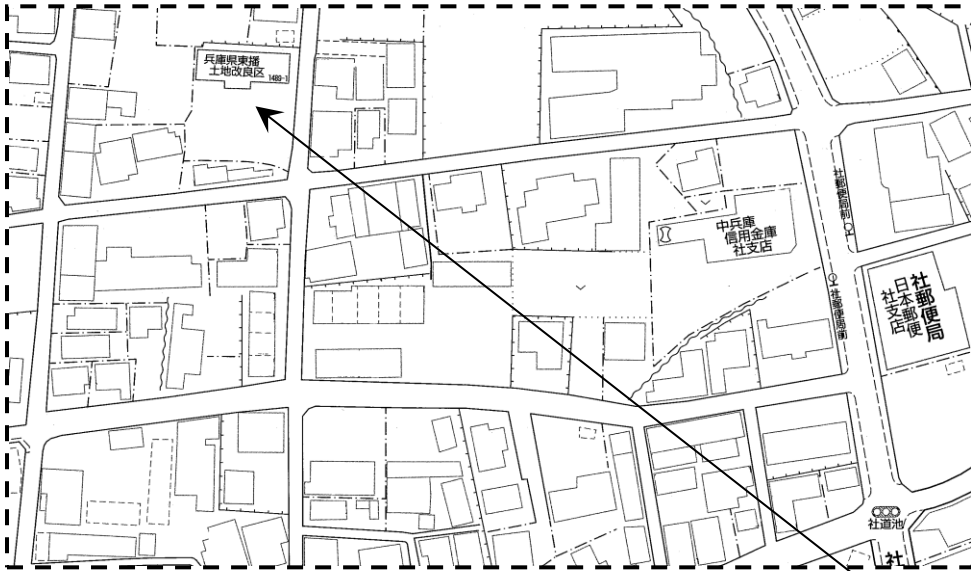 兵庫県東播
土地改良区
1480-1
社郵便局前
中兵庫
信用金庫
社支店
社郵便局前
社郵便局
日本郵便
社支店
社道池
社